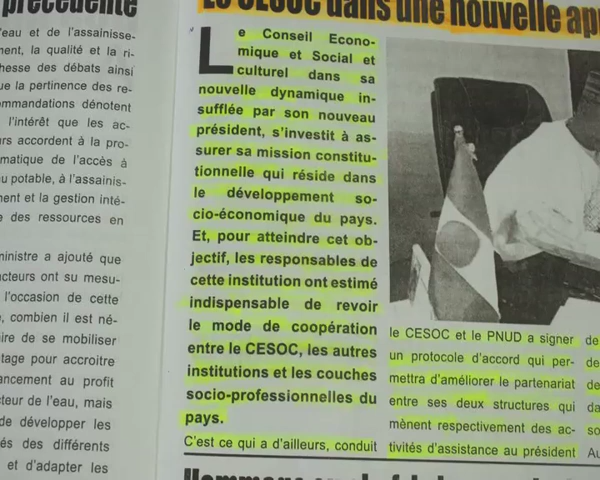 précédente
l'eau et de l'assainisse-
ment, la qualité et la ri-
chesse des débats ainsi
que la pertinence des re-
commandations dénotent
l'intérêt que les ac-
teurs accordent à la pro-
matique de l'accès à
au potable, à l'assainis-
ment et la gestion inté-
e des ressources en
ministre a ajouté que
acteurs ont su mesu-
l'occasion de cette
combien il est né-
aire de se mobiliser
tage pour accroitre
ancement au profit
cteur de l'eau, mais
de développer les
és des différents
et d'adapter les
Le CESOC dans une nouvelle
Le Conseil Econo-
mique et Social et
culturel dans sa
nouvelle dynamique in-
sufflée par son nouveau
président, s'investit à as-
surer sa mission constitu-
tionnelle qui réside dans
le développement so-
cio-économique du pays.
Et, pour atteindre cet ob-
jectif, les responsables de
cette institution ont estimé
indispensable de revoir
le mode de coopération
entre le CESOC, les autres
institutions et les couches
socio-professionnelles du
pays.
C'est ce qui a d'ailleurs, conduit
le CESOC et le PNUD a signer
un protocole d'accord qui per-
mettra d'améliorer le partenariat
entre ses deux structures qui
mènent respectivement des ac-
tivités d'assistance au président